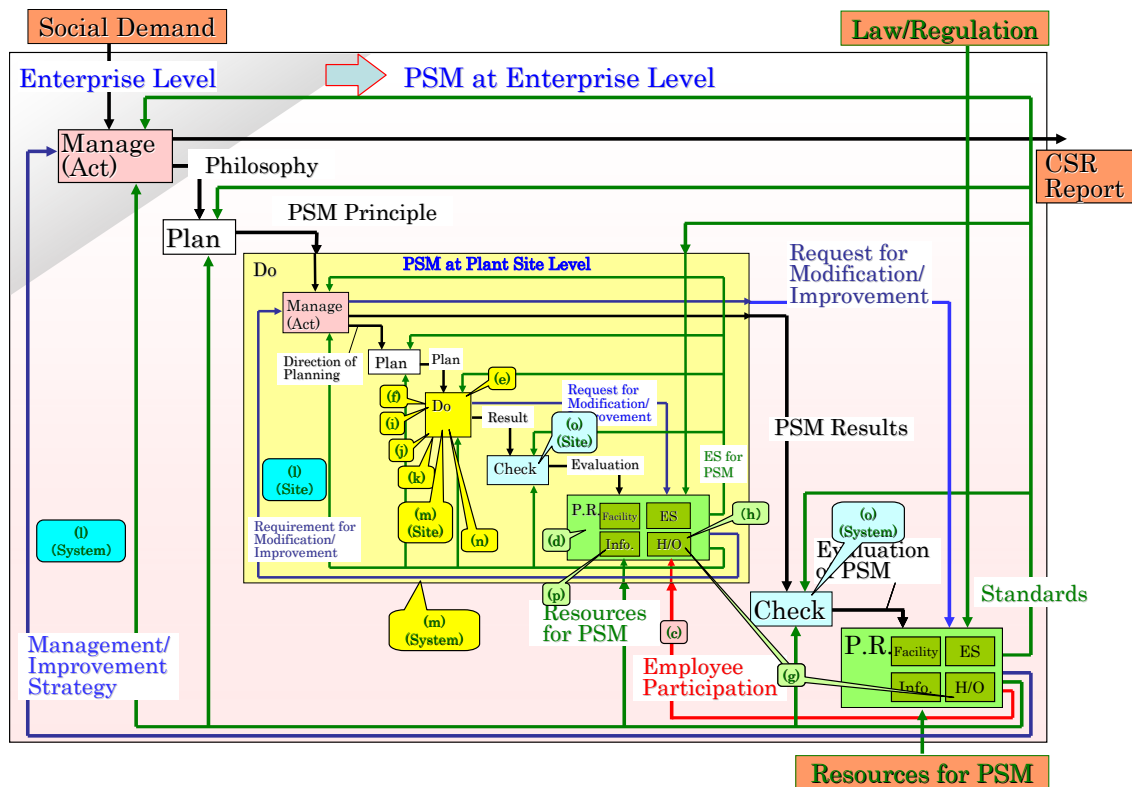 Social Demand
Law/Regulation
Enterprise Level
PSM at Enterprise Level
Manage
(Act)
CSR
Report
Philosophy
PSM Principle
Plan
Do
PSM at Plant Site Level
Request for
Modification/
Improvement
Manage
(Act)
Direction of
Planning
Plan
Plan
(e)
(f)
Do
(i)
Result
Request for
Modification/
(o)
(Site)
PSM Results
(j)
Check
Evaluation
ES for
PSM
(k)
(l)
(Site)
(m)
(Site)
(n)
P.R.
Facility
ES
(h)
(d)
Info.
H/O
Requirement for
Modification/
Improvement
(l)
(System)
(o)
(System)
Evaluation
of PSM
(p)
Check
Standards
(m)
(System)
Resources
for PSM
(c)
Management/
Improvement
Strategy
Employee
Participation
(g)
P.R.
Facility
ES
Info.
H/O
Resources for PSM